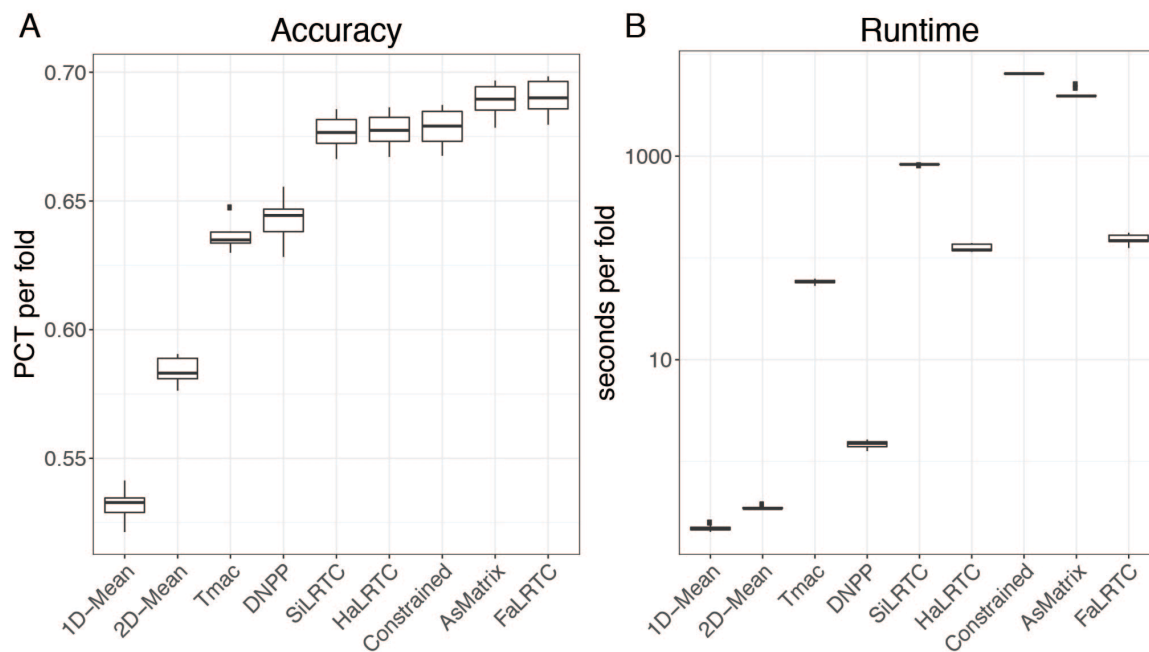 A
Accuracy
PCT per fold
0.70
0.65
0.60
0.55
1D-Mean
2D-Mean
Tmac
DNPP
SiLRTC
HaLRTC
Constrained
AsMatrix
FaLRTC
B
Runtime
seconds per fold
1000
10
1D-Mean
2D-Mean
Tmac
DNPP
SiLRTC
HaLRTC
Constrained
AsMatrix
FaLRTC